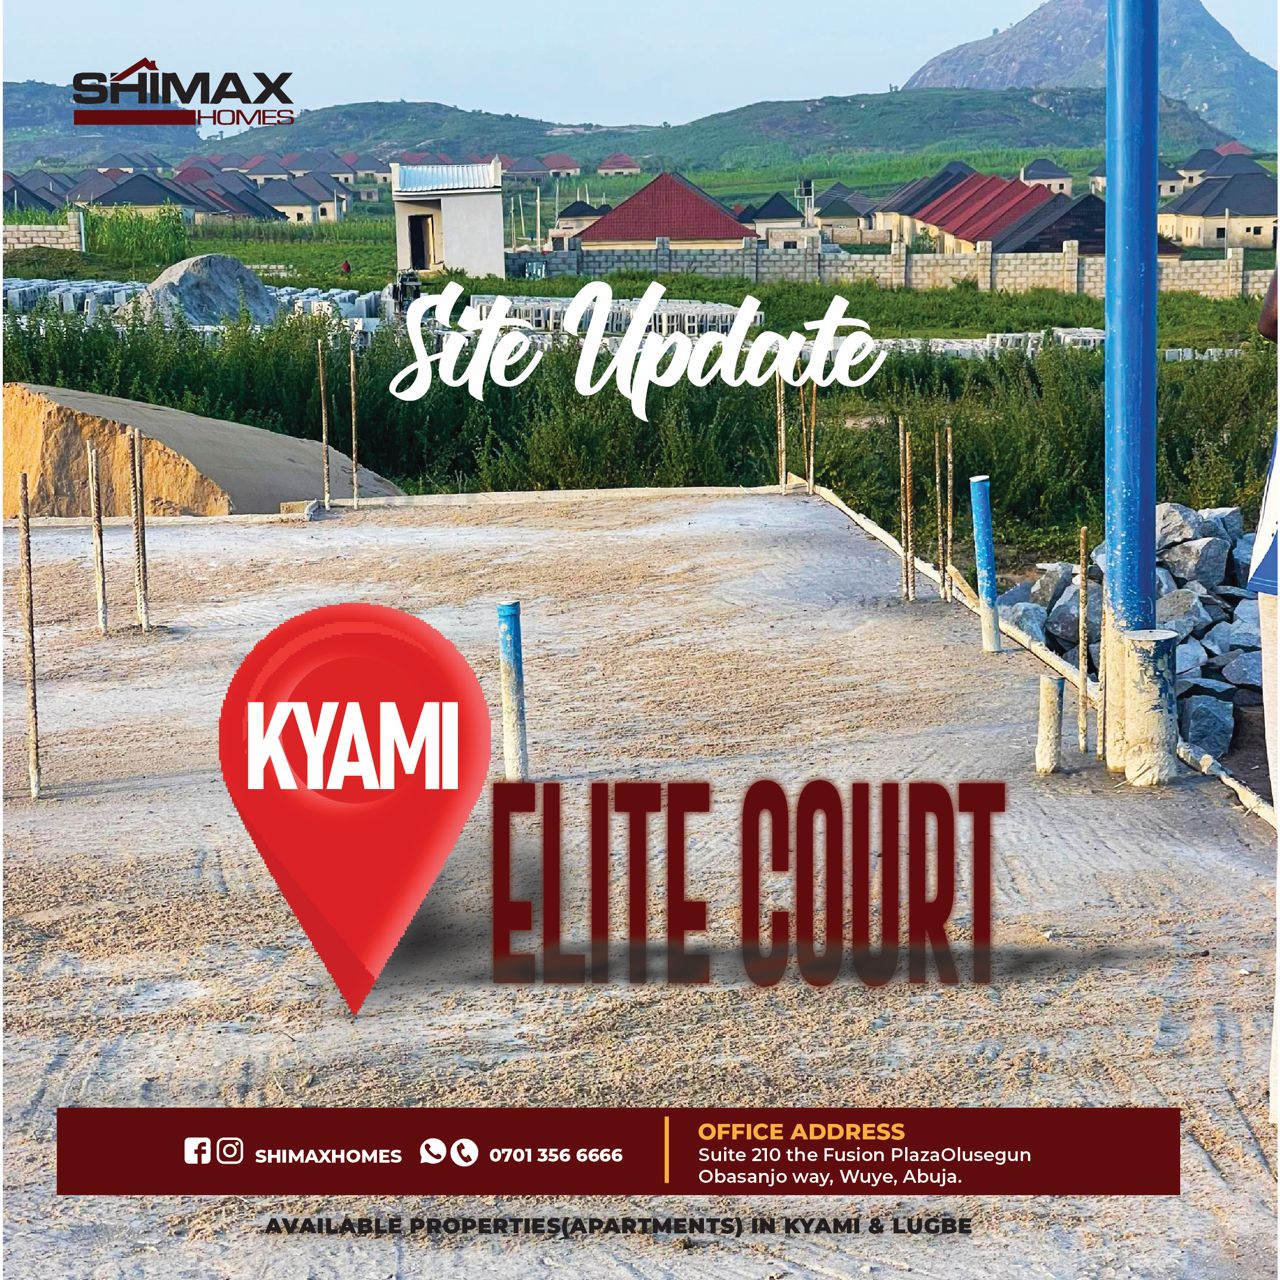 SHIMAX
HOMES
Site Update
KYAMI
ELITE COURT
SHIMAXHOMES 0701 356 6666
OFFICE ADDRESS
Suite 210 the Fusion PlazaOlusegun
Obasanjo way, Wuye, Abuja.
AVAILABLE PROPERTIES(APARTMENTS) IN KYAMI & LUGBE